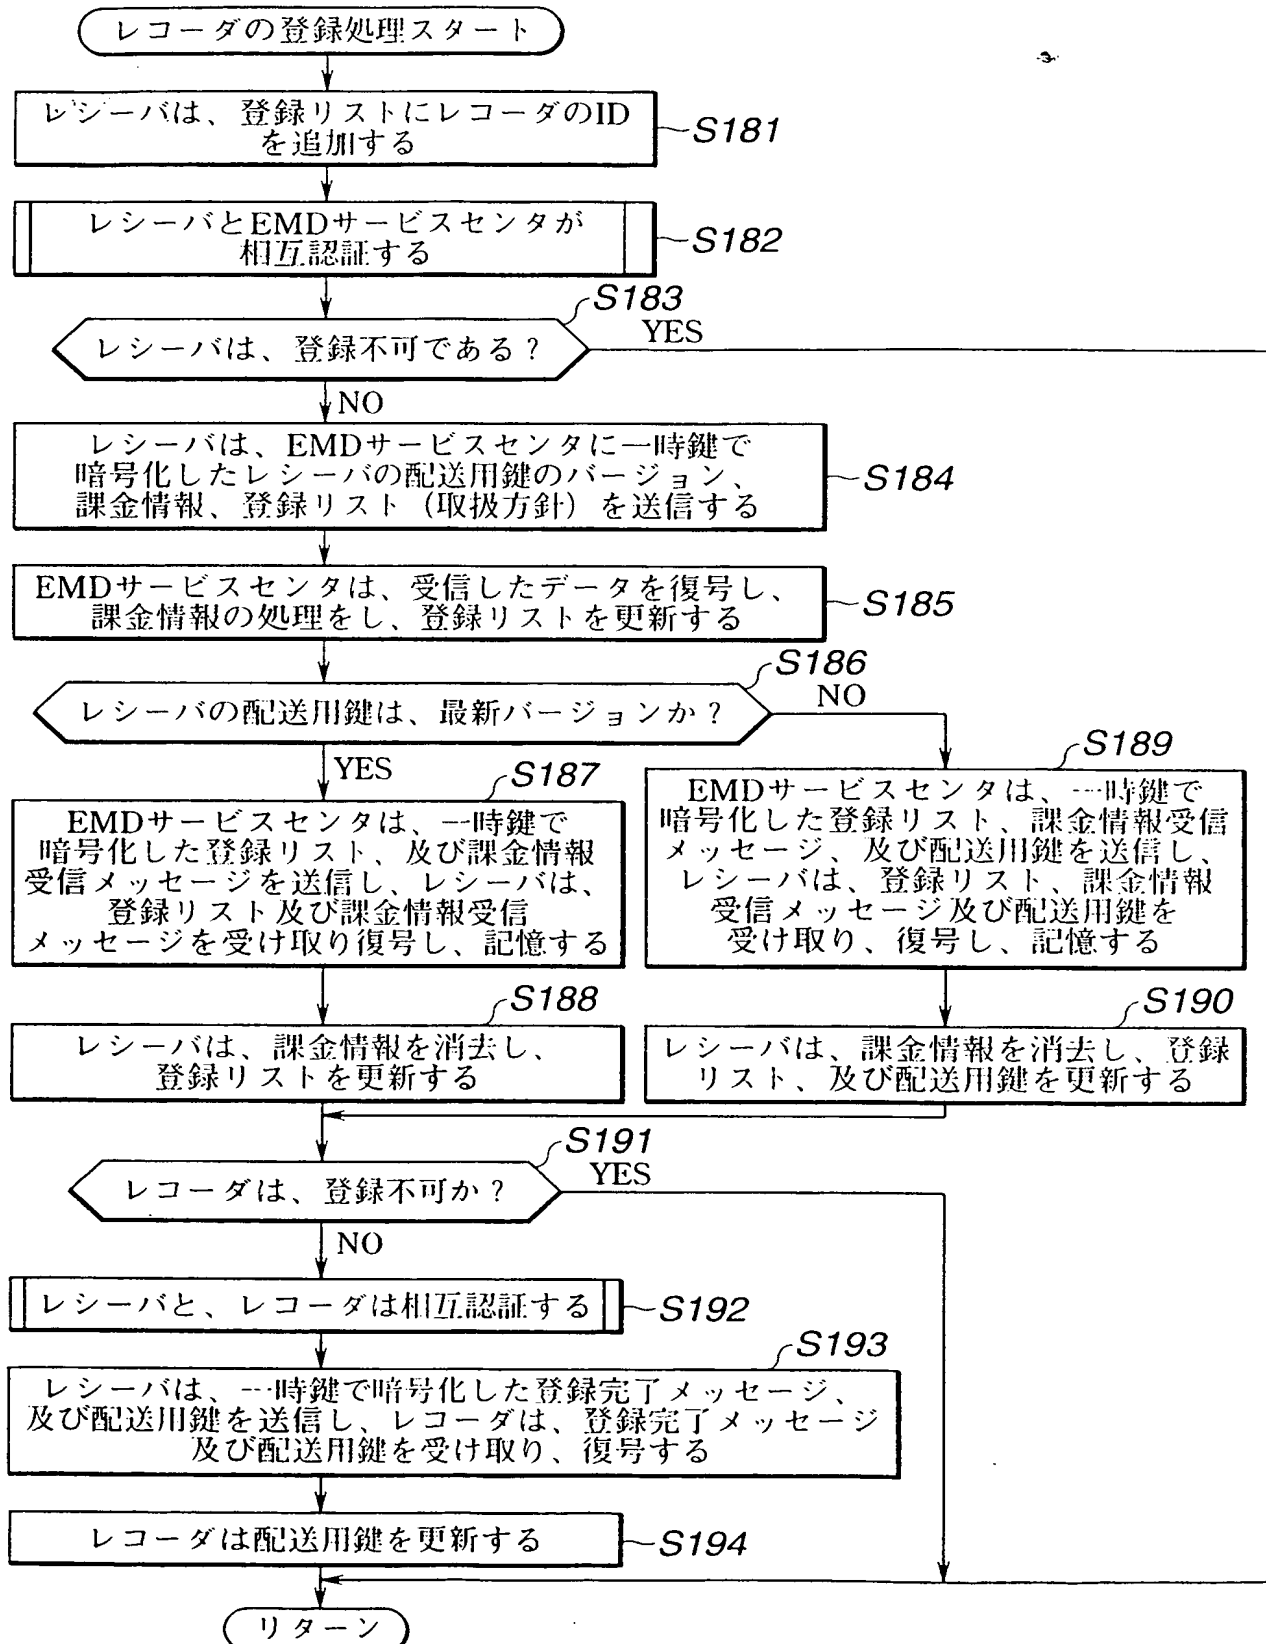 レコーダの登録処理スタート
レシーバは、登録リストにレコーダのID
を追加する
S181
レシーバとEMDサービスセンタが
相互認証する
S182
S183
レシーバは、登録不可である?
YES
NO
レシーバは、EMDサービスセンタに一時鍵で
暗号化したレシーバの配送用鍵のバージョン、
課金情報、登録リスト(取扱方針)を送信する
S184
EMDサービスセンタは、受信したデータを復号し、
課金情報の処理をし、登録リストを更新する
S185
S186
レシーバの配送用鍵は、最新バージョンか?
NO
YES
S187
EMDサービスセンタは、一時鍵で
暗号化した登録リスト、及び課金情報
受信メッセージを送信し、レシーバは、
登録リスト及び課金情報受信
メッセージを受け取り復号し、記憶する
S189
EMDサービスセンタは、一時鍵で
暗号化した登録リスト、課金情報受信
メッセージ、及び配送用鍵を送信し、
レシーバは、登録リスト、課金情報
受信メッセージ及び配送用鍵を
受け取り、復号し、記憶する
S188
レシーバは、課金情報を消去し、
登録リストを更新する
S190
レシーバは、課金情報を消去し、登録
リスト、及び配送用鍵を更新する
S191
レコーダは、登録不可か?
YES
NO
レシーバと、レコーダは相互認証する
S192
S193
レシーバは、一時鍵で暗号化した登録完了メッセージ、
及び配送用鍵を送信し、レコーダは、登録完了メッセージ
及び配送用鍵を受け取り、復号する
レコーダは配送用鍵を更新する
S194
リターン